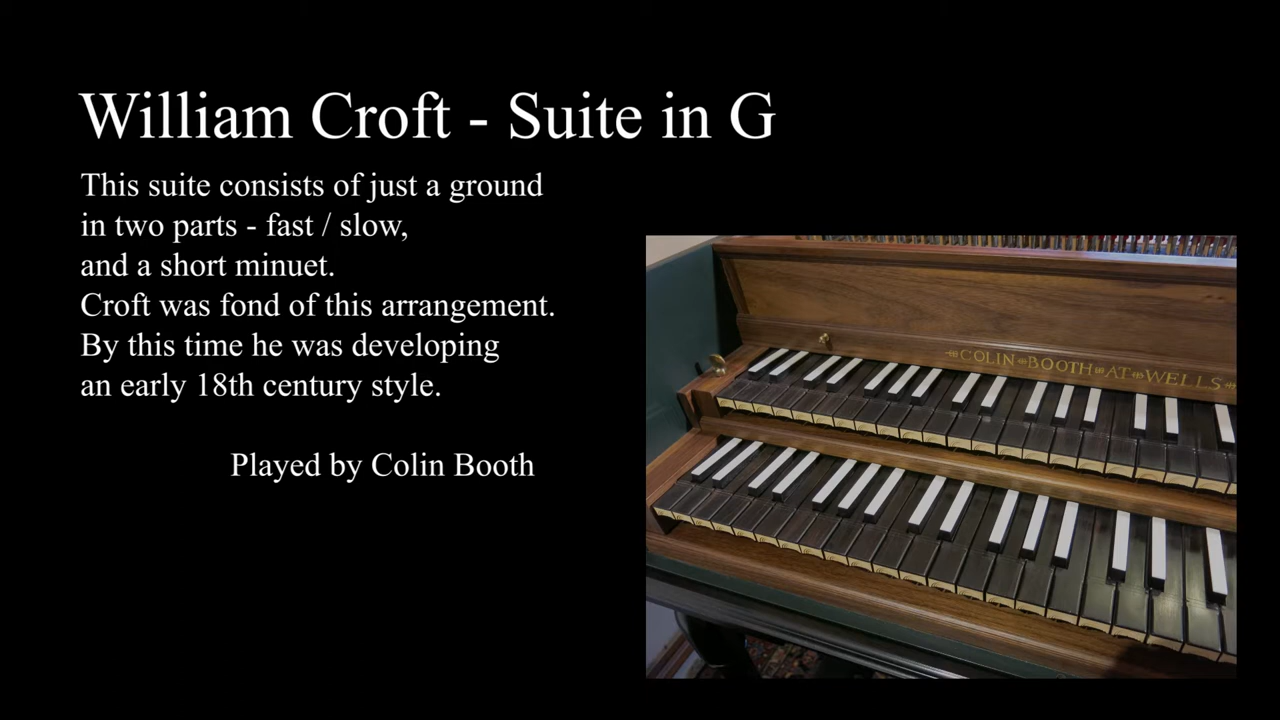 William Croft - Suite in G
This suite consists of just a ground
in two parts - fast / slow,
and a short minuet.
Croft was fond of this arrangement.
By this time he was developing
an early 18th century style.
Played by Colin Booth
COLIN BOOTH AT WELLS